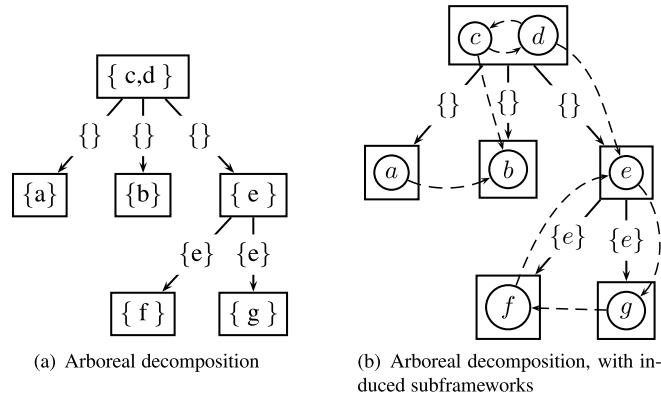 { c,d }
{} {} {}
{a} {b} { e }
{e} {e}
{ f } { g }
(a) Arboreal decomposition
c d
{} {} {}
a b e
{e} {e}
f g
(b) Arboreal decomposition, with in-
duced subframeworks